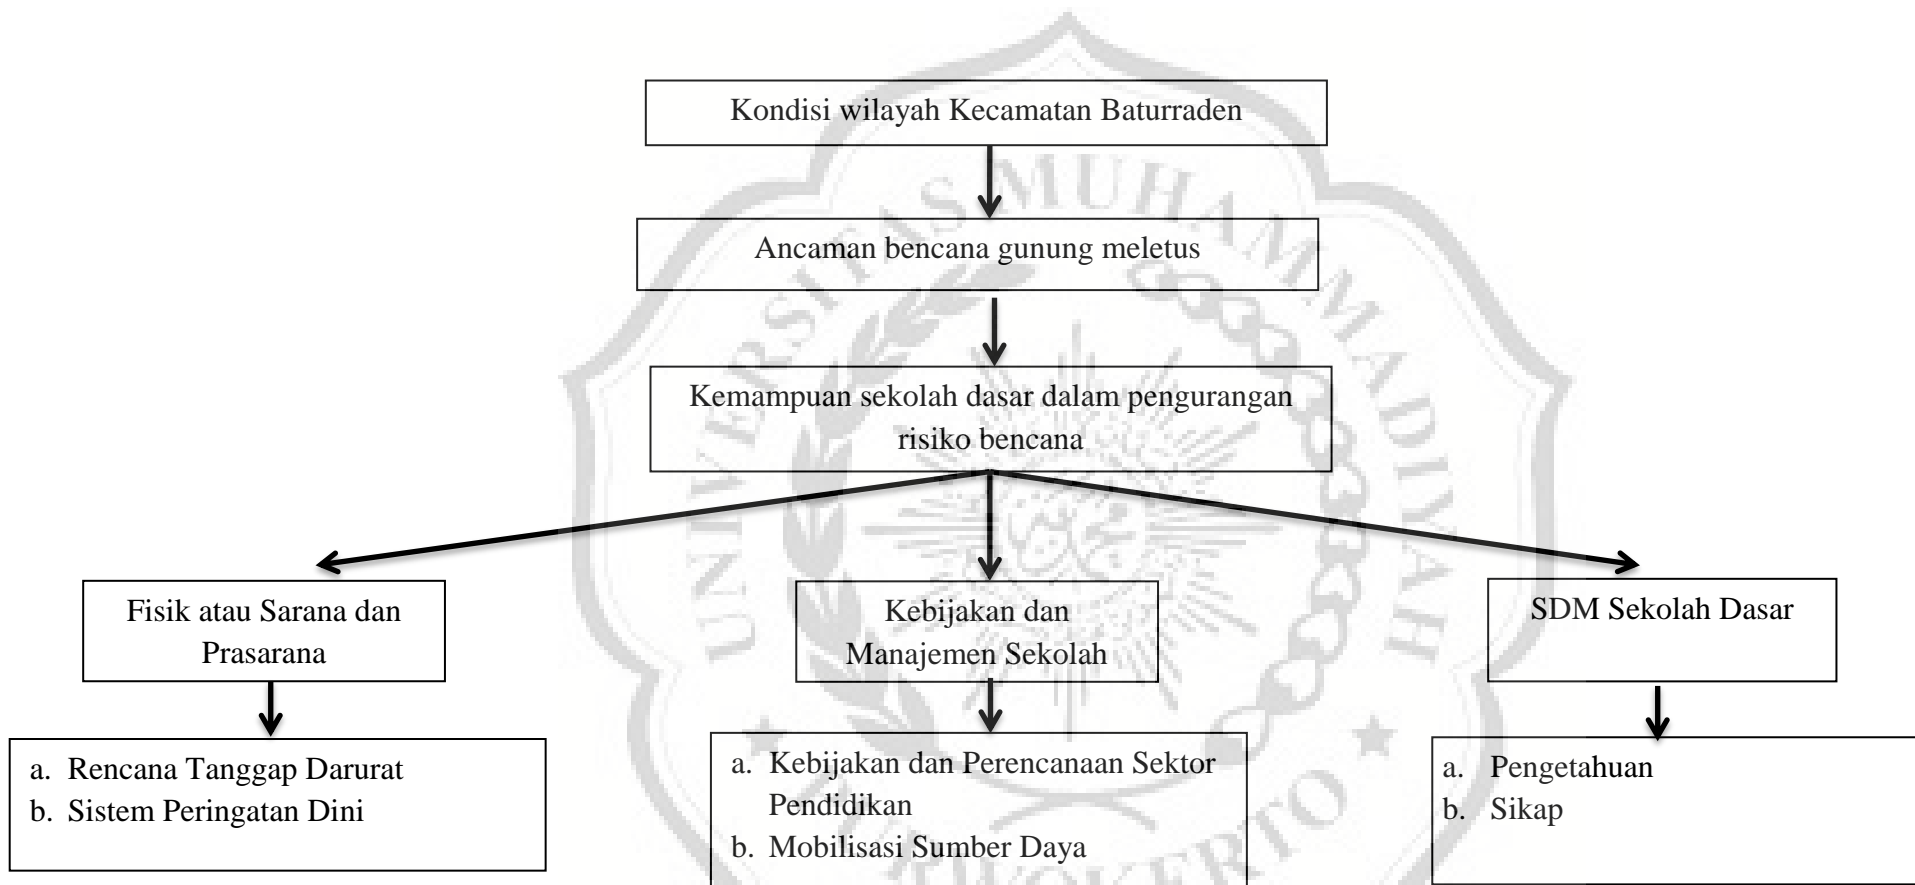 Kondisi wilayah Kecamatan Baturraden
Ancaman bencana gunung meletus
Kemampuan sekolah dasar dalam pengurangan
risiko bencana
Fisik atau Sarana dan
Prasarana
Kebijakan dan
Manajemen Sekolah
SDM Sekolah Dasar
a. Rencana Tanggap Darurat
b. Sistem Peringatan Dini
a. Kebijakan dan Perencanaan Sektor
Pendidikan
b. Mobilisasi Sumber Daya
a. Pengetahuan
b. Sikap
UNIVERSITAS MUHAMMADIYAH